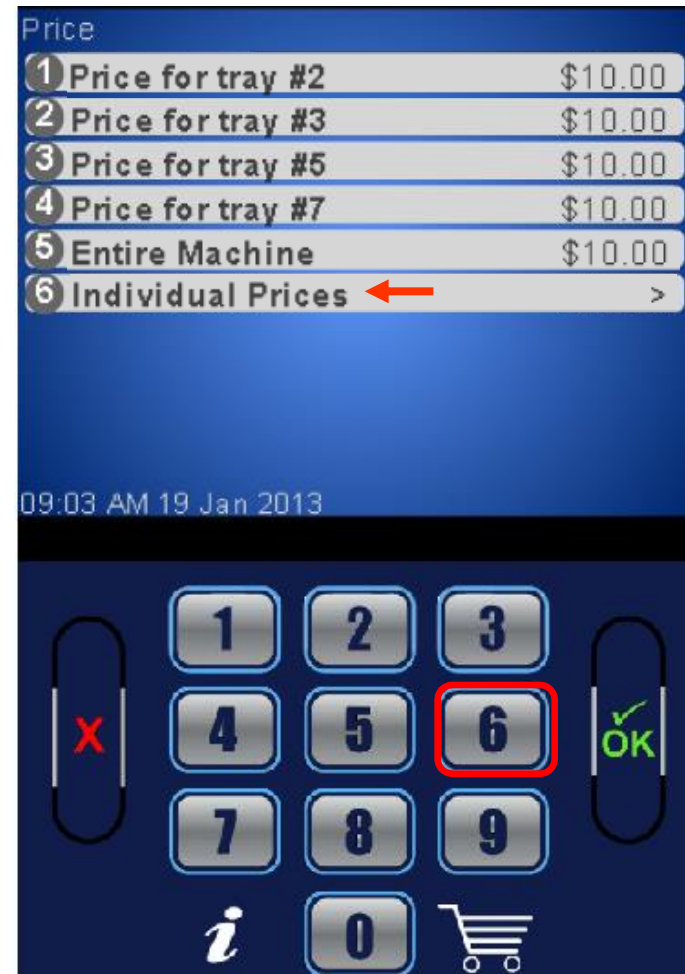 Price
1 Price for tray #2 $10.00
2 Price for tray #3 $10.00
3 Price for tray #5 $10.00
4 Price for tray #7 $10.00
5 Entire Machine $10.00
6 Individual Prices >
09:03 AM 19 Jan 2013
1 2 3
X 4 5 6 OK
7 8 9
i 0